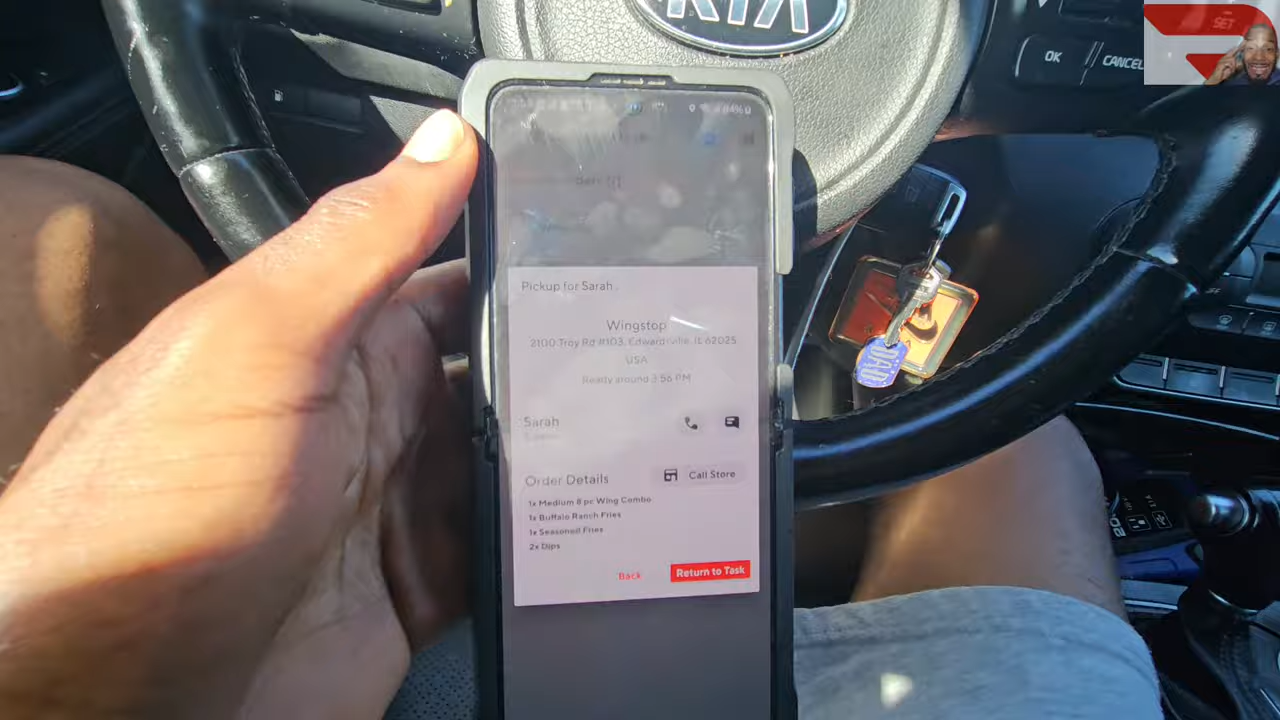 KIA
SET
OK
CANCEL
84%
Pickup for Sarah
Wingstop
2100 Troy Rd #103, Edwardsville, IL 62025
USA
Ready around 3:56 PM
Sarah
Order Details
Call Store
1x Medium 8 pc Wing Combo
1x Buffalo Ranch Fries
1x Seasoned Fries
2x Dips
Back
Return to Task